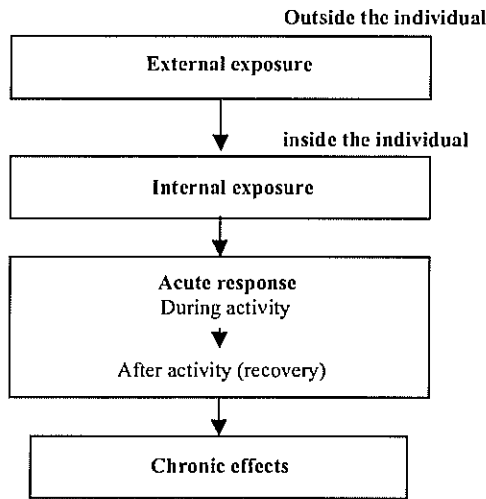 Outside the individual
External exposure
inside the individual
Internal exposure
Acute response
During activity
After activity (recovery)
Chronic effects